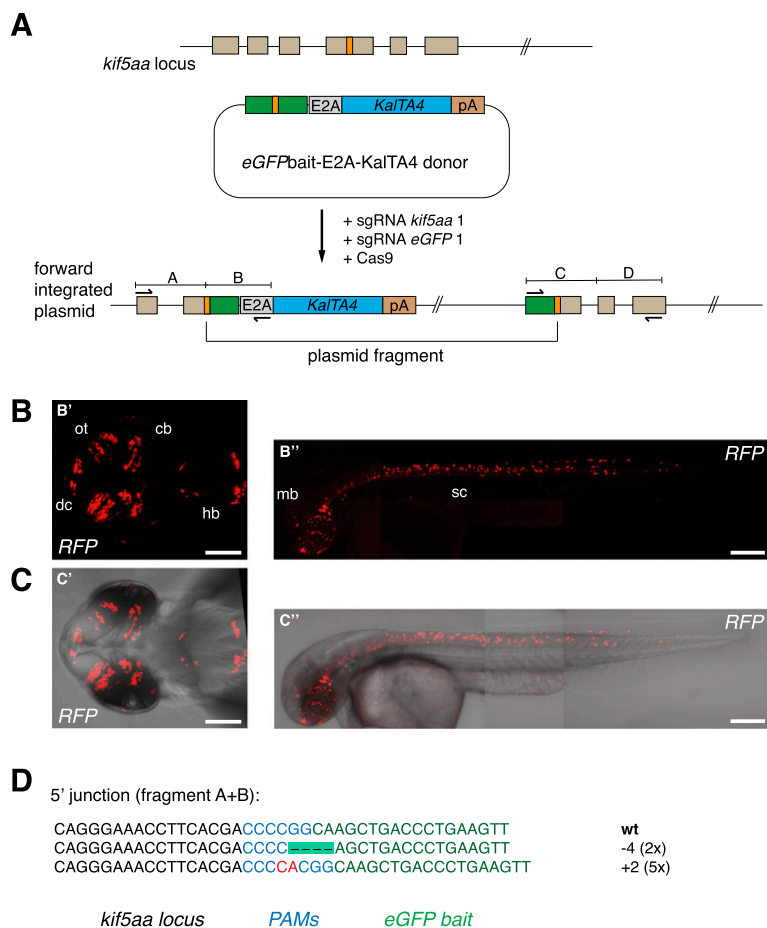 A
kif5aa locus
E2A KalTA4 pA
eGFPbait-E2A-KalTA4 donor
+ sgRNA kif5aa 1
+ sgRNA eGFP 1
+ Cas9
forward
integrated
plasmid
A B C D
E2A KalTA4 pA
plasmid fragment
B
B'
ot cb
dc hb
RFP
B''
RFP
mb sc
C
C'
RFP
C''
RFP
D
5' junction (fragment A+B):
CAGGGAAACCTTCACGACCCCGGCAAGCTGACCCTGAAGTT wt
CAGGGAAACCTTCACGACCCC----AGCTGACCCTGAAGTT -4 (2x)
CAGGGAAACCTTCACGACCCCACGGCAAGCTGACCCTGAAGTT +2 (5x)
kif5aa locus PAMs eGFP bait